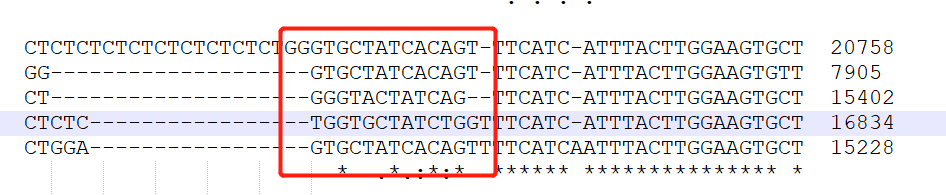 . . . .
CTCTCTCTCTCTCTCTCTCTGGGTGCTATCACAGT-TTCATC-ATTTACTTGGAAGTGCT 20758
GG--------------------GTGCTATCACAGT-TTCATC-ATTTACTTGGAAGTGTT 7905
CT--------------------GGGTACTATCAG--TTCATC-ATTTACTTGGAAGTGCT 15402
CTCTC-----------------TGGTGCTATCTGGTTTCATC-ATTTACTTGGAAGTGCT 16834
CTGGA-----------------GTGCTATCACAGTTTTCATCAATTTACTTGGAAGTGCT 15228
*  .*.:*:*  ****** *************** *